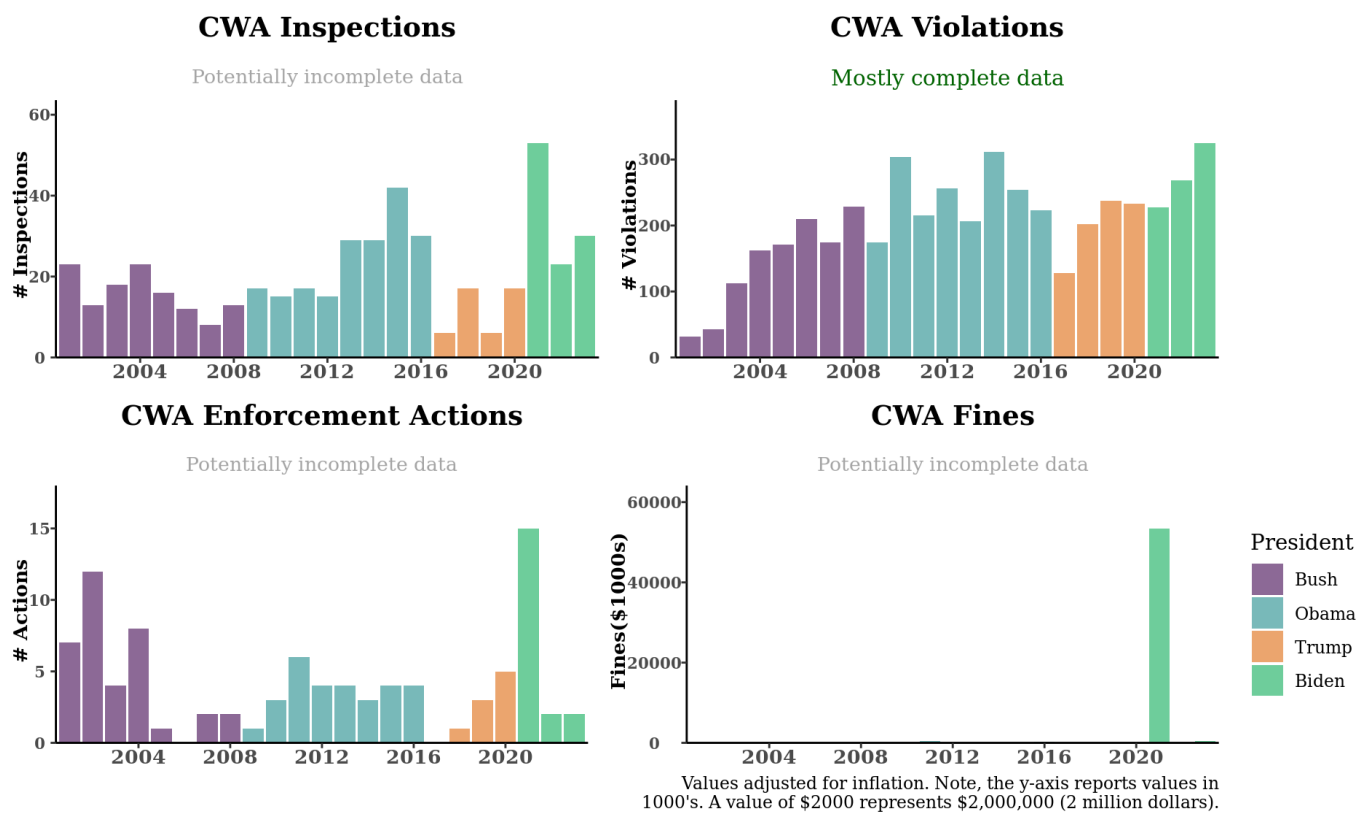 CWA Inspections
Potentially incomplete data
# Inspections
60
40
20
0
2004 2008 2012 2016 2020
CWA Violations
Mostly complete data
# Violations
300
200
100
0
2004 2008 2012 2016 2020
CWA Enforcement Actions
Potentially incomplete data
# Actions
15
10
5
0
2004 2008 2012 2016 2020
CWA Fines
Potentially incomplete data
Fines($1000s)
60000
40000
20000
0
2004 2008 2012 2016 2020
President
Bush
Obama
Trump
Biden
Values adjusted for inflation. Note, the y-axis reports values in
1000's. A value of $2000 represents $2,000,000 (2 million dollars).